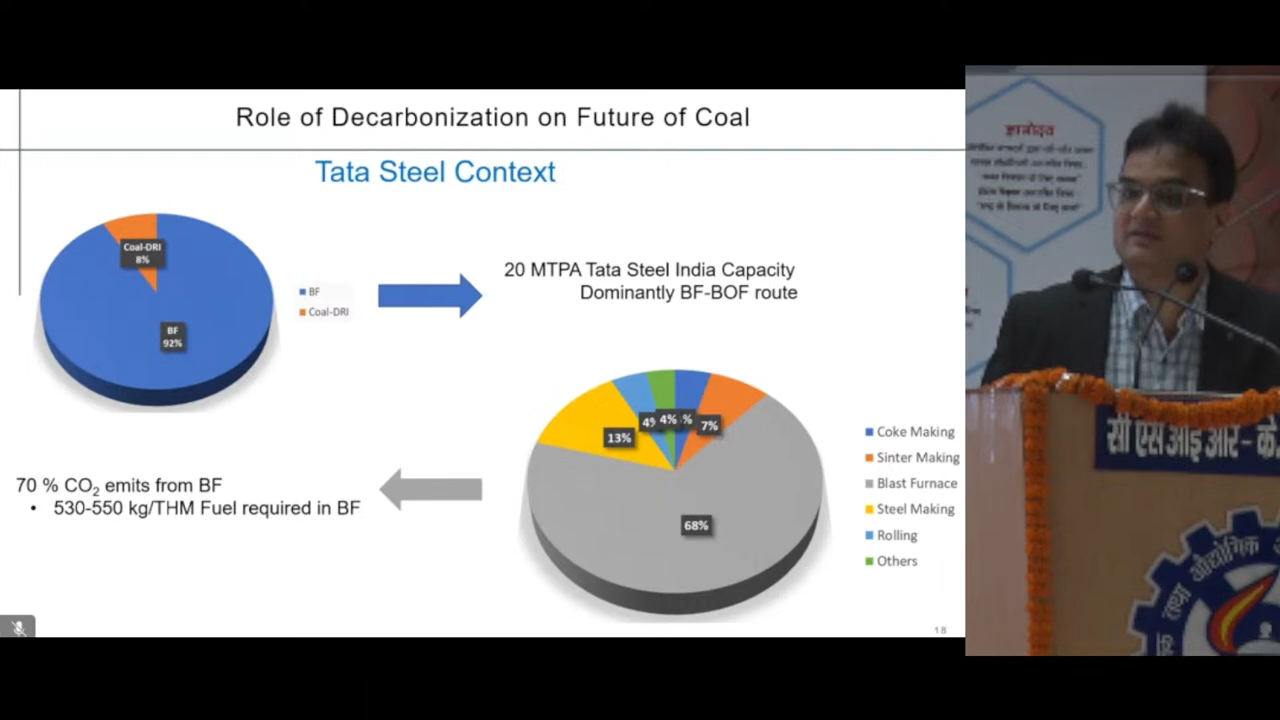 Role of Decarbonization on Future of Coal
Tata Steel Context
Coal-DRI
8%
BF
92%
BF
Coal-DRI
20 MTPA Tata Steel India Capacity
Dominantly BF-BOF route
70 % CO2 emits from BF
• 530-550 kg/THM Fuel required in BF
4%
7%
13%
68%
Coke Making
Sinter Making
Blast Furnace
Steel Making
Rolling
Others
18
ज्ञानोदय
सी एस आई आर – के
औद्योगिक